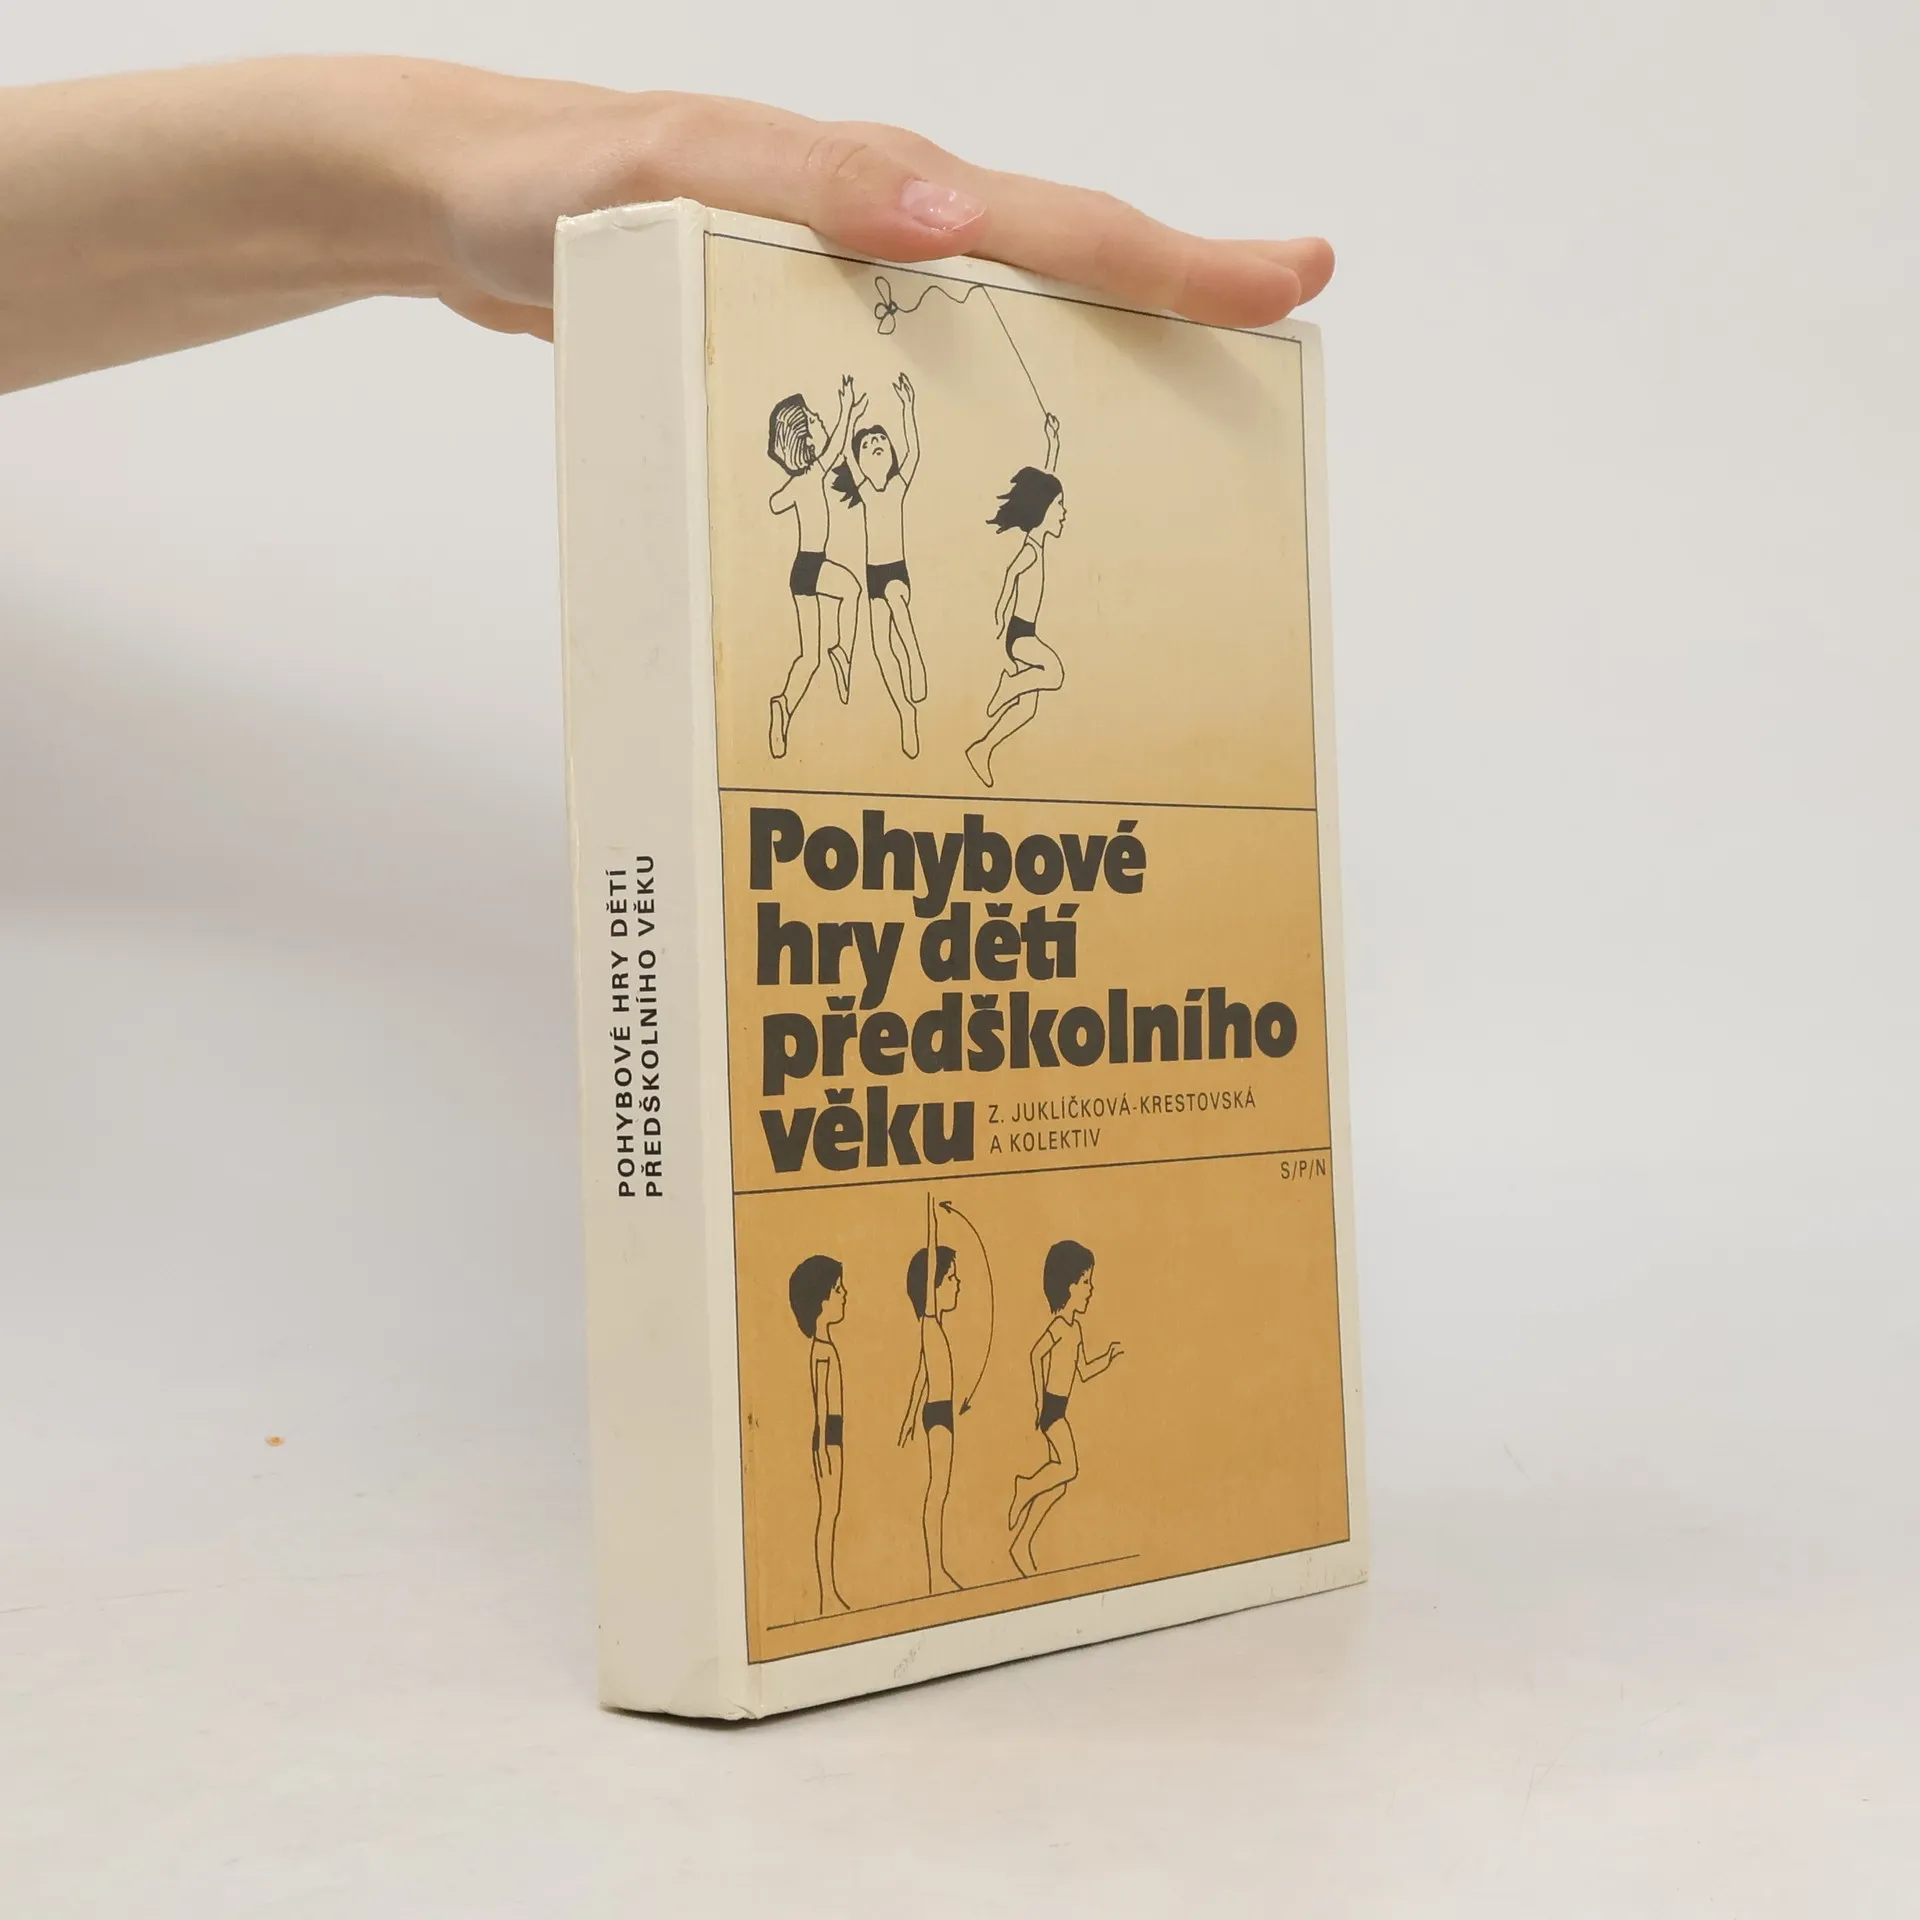 POHYBOVÉ HRY DĚTÍ
PŘEDŠKOLNÍHO VĚKU
Pohybové
hry dětí
předškolního
věku
Z. JUKLÍČKOVÁ-KRESTOVSKÁ
A KOLEKTIV
S/P/N